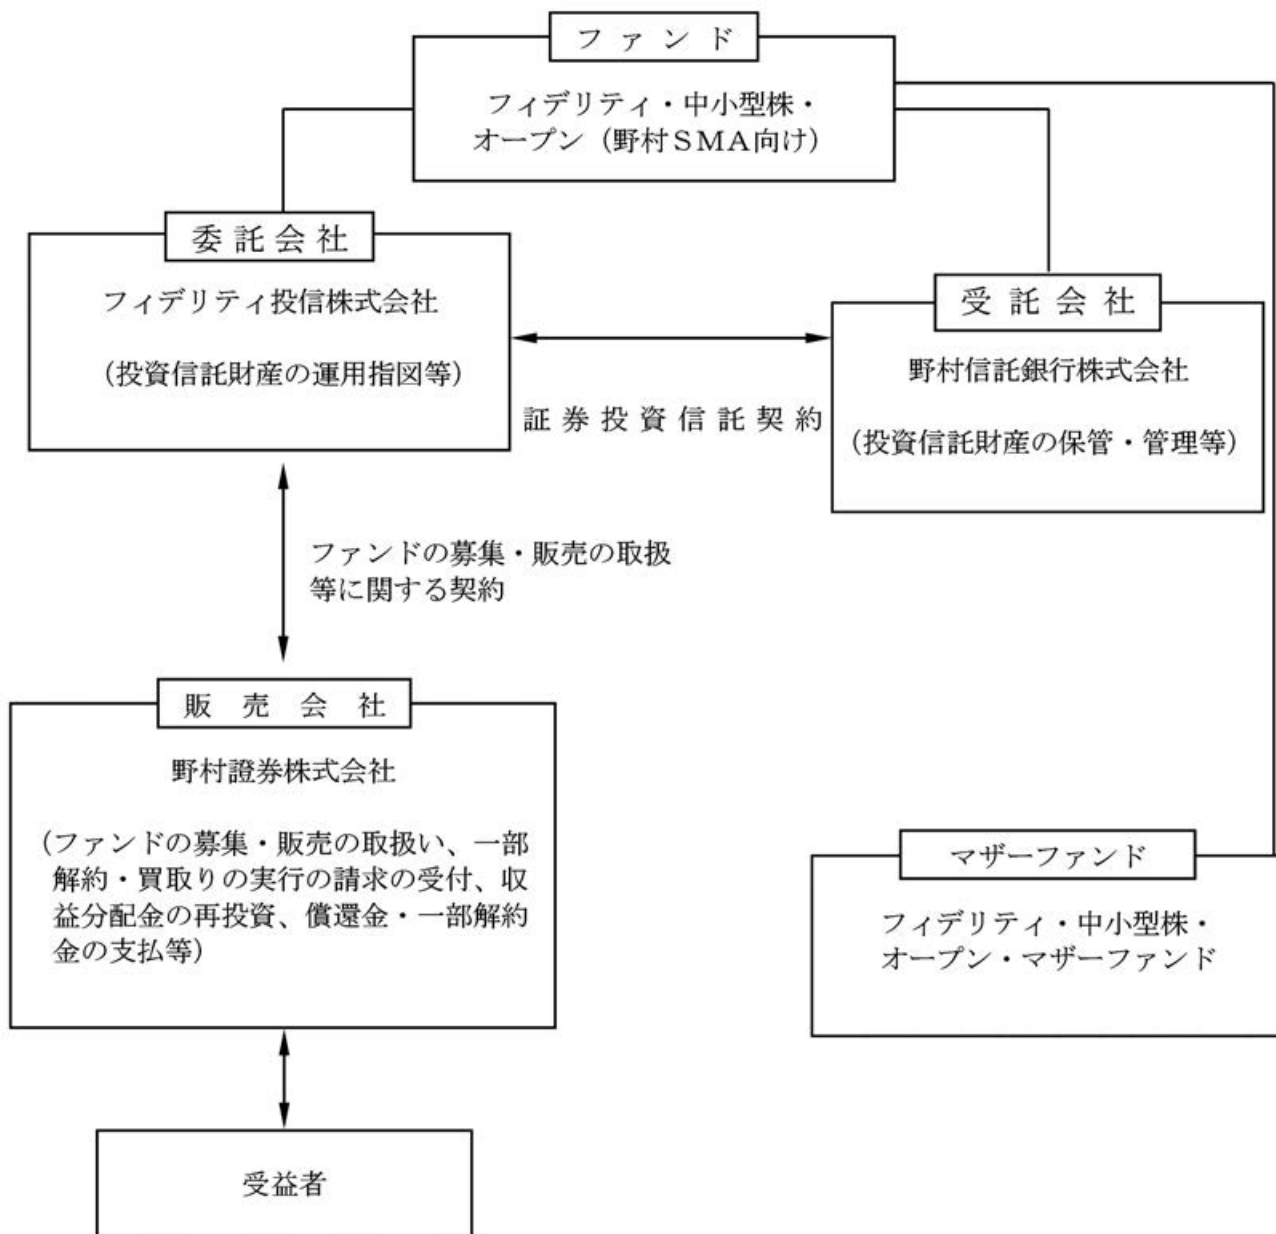 ファンド
フィデリティ・中小型株・
オープン（野村ＳＭＡ向け）
委託会社
フィデリティ投信株式会社
（投資信託財産の運用指図等）
受託会社
野村信託銀行株式会社
（投資信託財産の保管・管理等）
証券投資信託契約
ファンドの募集・販売の取扱
等に関する契約
販売会社
野村證券株式会社
（ファンドの募集・販売の取扱い、一部
解約・買取りの実行の請求の受付、収
益分配金の再投資、償還金・一部解約
金の支払等）
マザーファンド
フィデリティ・中小型株・
オープン・マザーファンド
受益者